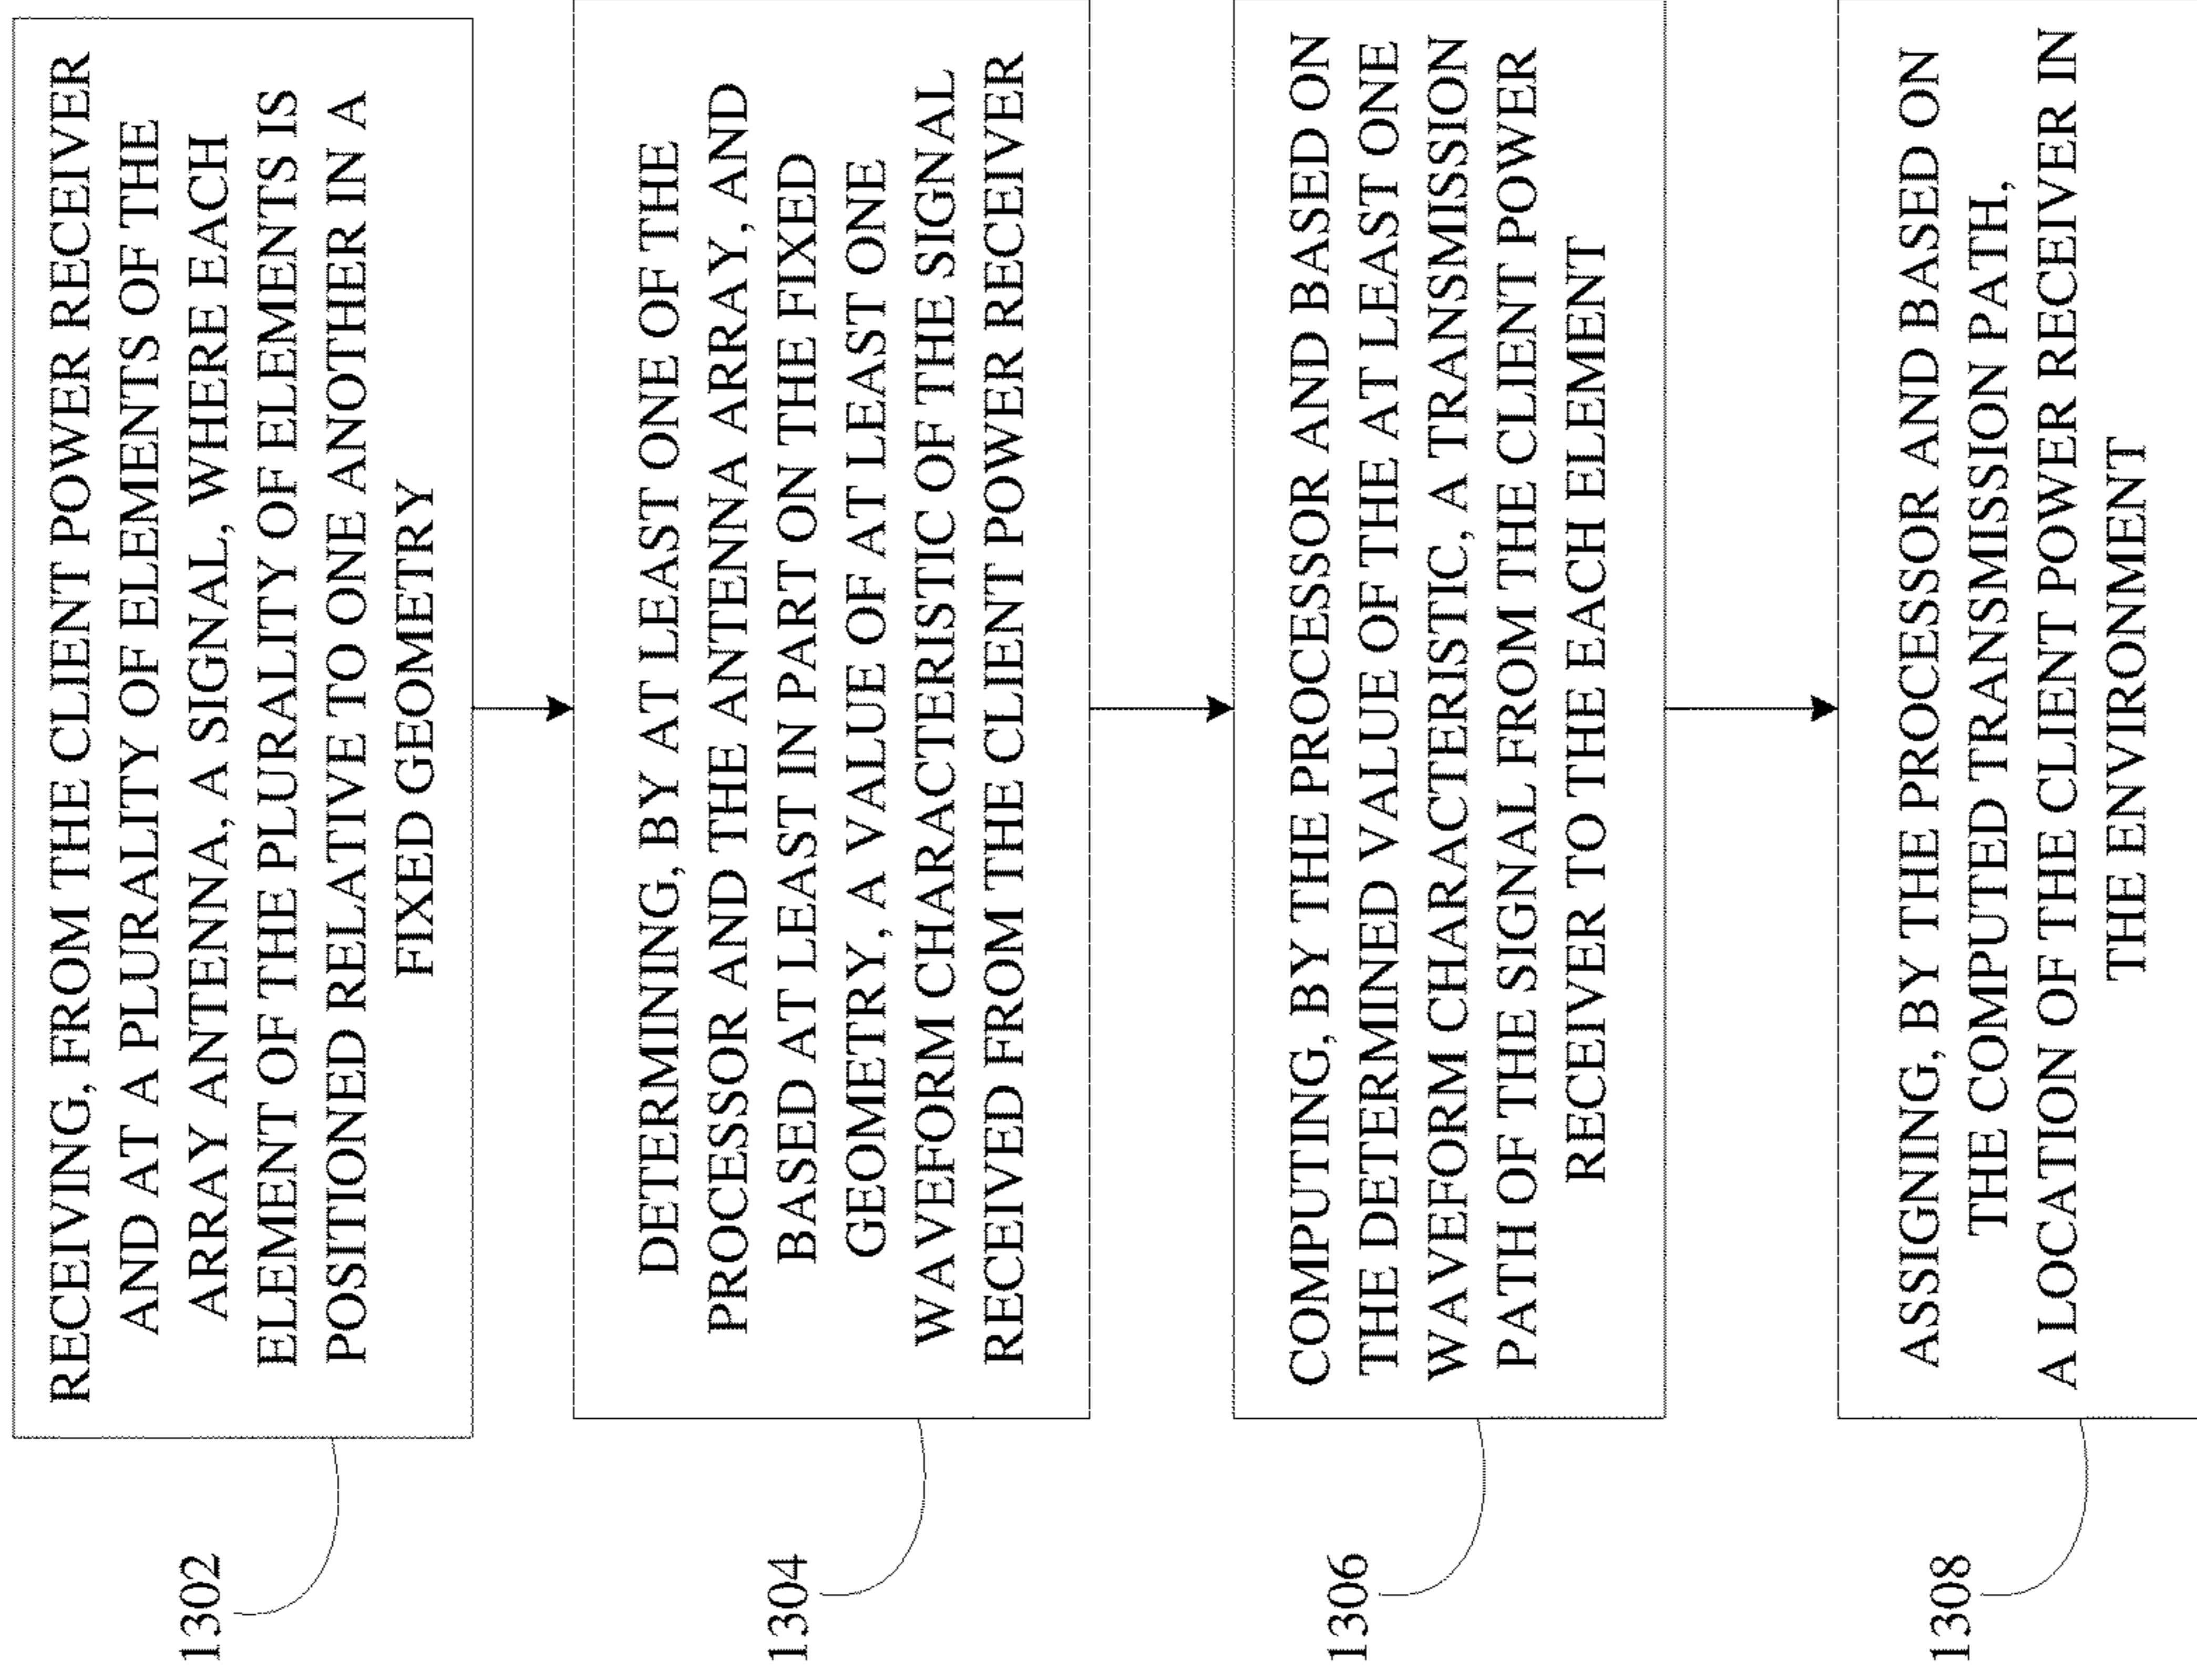 1302
RECEIVING, FROM THE CLIENT POWER RECEIVER
AND AT A PLURALITY OF ELEMENTS OF THE
ARRAY ANTENNA, A SIGNAL, WHERE EACH
ELEMENT OF THE PLURALITY OF ELEMENTS IS
POSITIONED RELATIVE TO ONE ANOTHER IN A
FIXED GEOMETRY
1304
DETERMINING, BY AT LEAST ONE OF THE
PROCESSOR AND THE ANTENNA ARRAY, AND
BASED AT LEAST IN PART ON THE FIXED
GEOMETRY, A VALUE OF AT LEAST ONE
WAVEFORM CHARACTERISTIC OF THE SIGNAL
RECEIVED FROM THE CLIENT POWER RECEIVER
1306
COMPUTING, BY THE PROCESSOR AND BASED ON
THE DETERMINED VALUE OF THE AT LEAST ONE
WAVEFORM CHARACTERISTIC, A TRANSMISSION
PATH OF THE SIGNAL FROM THE CLIENT POWER
RECEIVER TO THE EACH ELEMENT
1308
ASSIGNING, BY THE PROCESSOR AND BASED ON
THE COMPUTED TRANSMISSION PATH,
A LOCATION OF THE CLIENT POWER RECEIVER IN
THE ENVIRONMENT